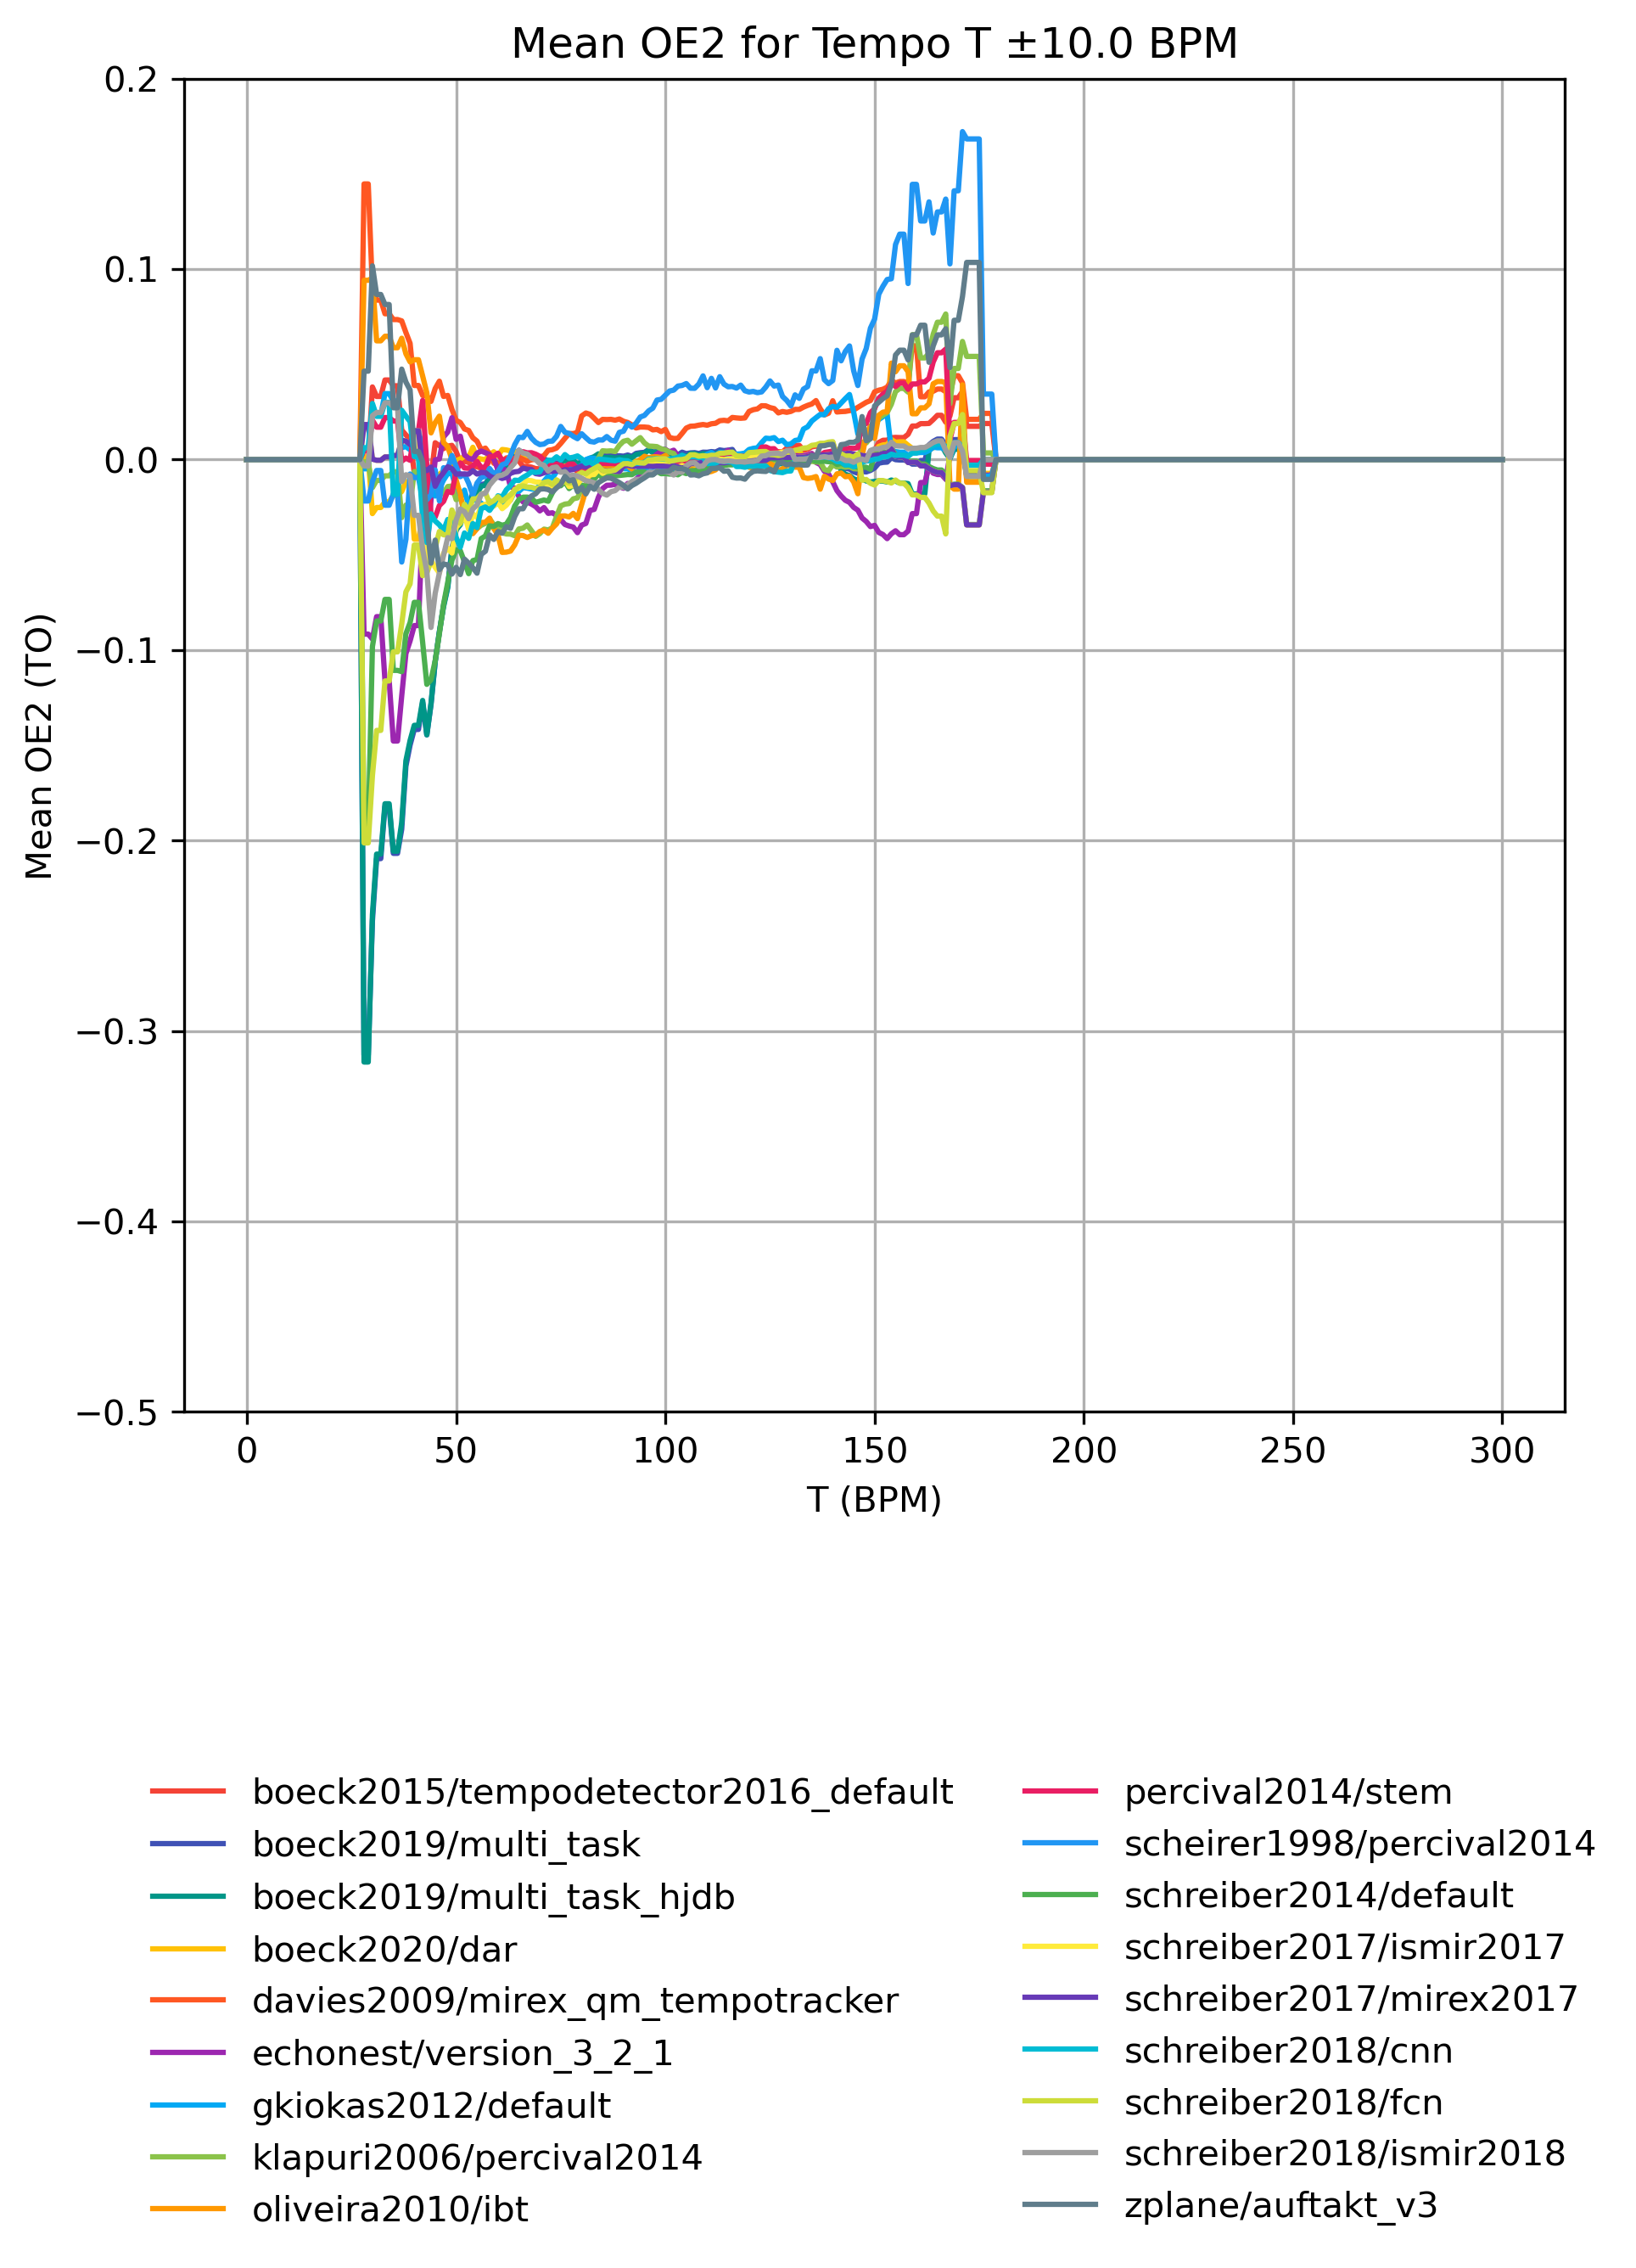 Mean OE2 for Tempo T ±10.0 BPM
0.2
0.1
0.0
−0.1
−0.2
−0.3
−0.4
−0.5
Mean OE2 (TO)
0 50 100 150 200 250 300
T (BPM)
boeck2015/tempodetector2016_default
boeck2019/multi_task
boeck2019/multi_task_hjdb
boeck2020/dar
davies2009/mirex_qm_tempotracker
echonest/version_3_2_1
gkiokas2012/default
klapuri2006/percival2014
oliveira2010/ibt
percival2014/stem
scheirer1998/percival2014
schreiber2014/default
schreiber2017/ismir2017
schreiber2017/mirex2017
schreiber2018/cnn
schreiber2018/fcn
schreiber2018/ismir2018
zplane/auftakt_v3